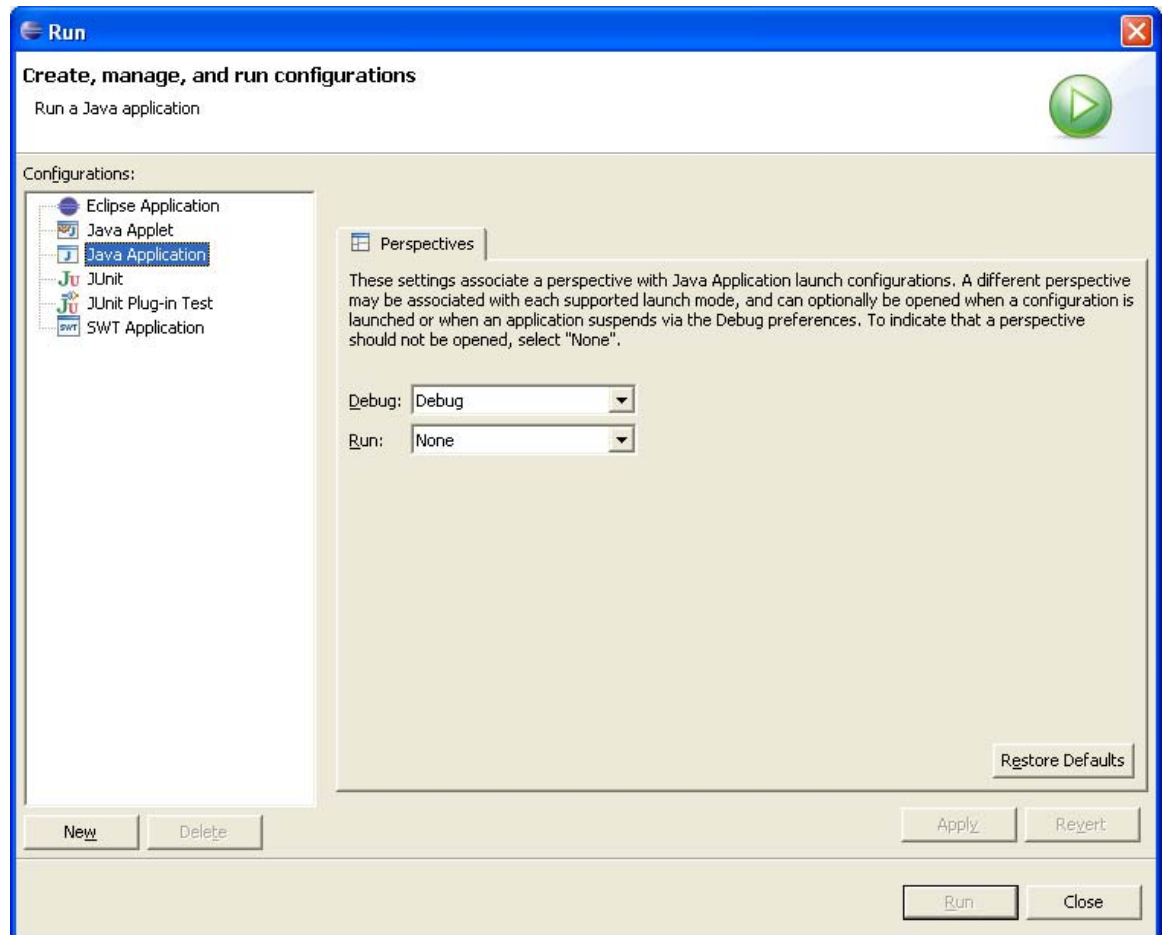 Run
Create, manage, and run configurations
Run a Java application
Configurations:
Eclipse Application
Java Applet
Java Application
JUnit
JUnit Plug-in Test
SWT Application
Perspectives
These settings associate a perspective with Java Application launch configurations. A different perspective
may be associated with each supported launch mode, and can optionally be opened when a configuration is
launched or when an application suspends via the Debug preferences. To indicate that a perspective
should not be opened, select "None".
Debug: Debug
Run: None
Restore Defaults
New Delete Apply Revert
Run Close